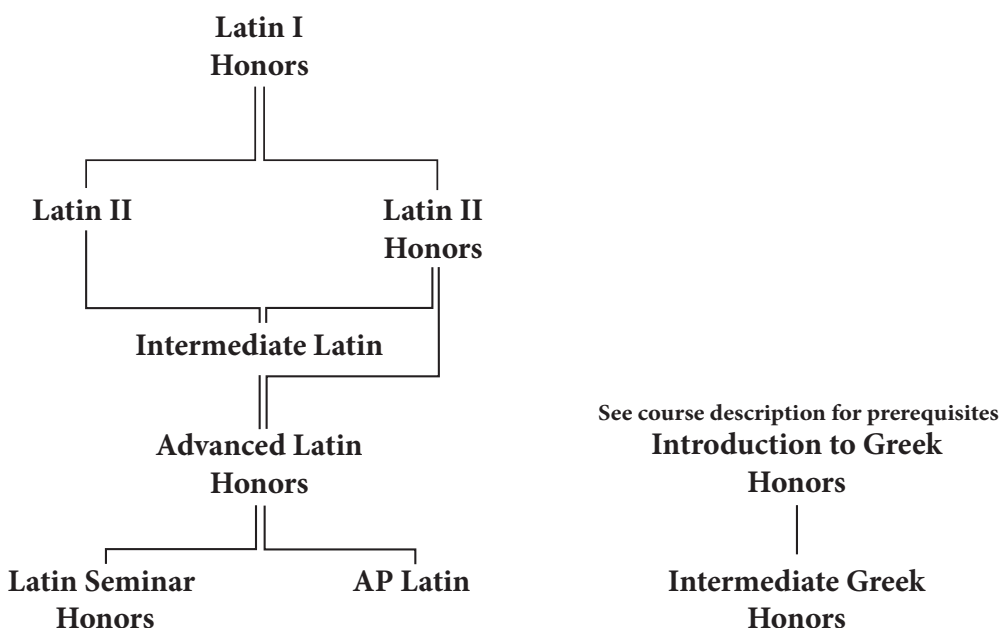 Latin I
Honors
Latin II
Latin II
Honors
Intermediate Latin
Advanced Latin
Honors
Latin Seminar
Honors
AP Latin
See course description for prerequisites
Introduction to Greek
Honors
Intermediate Greek
Honors